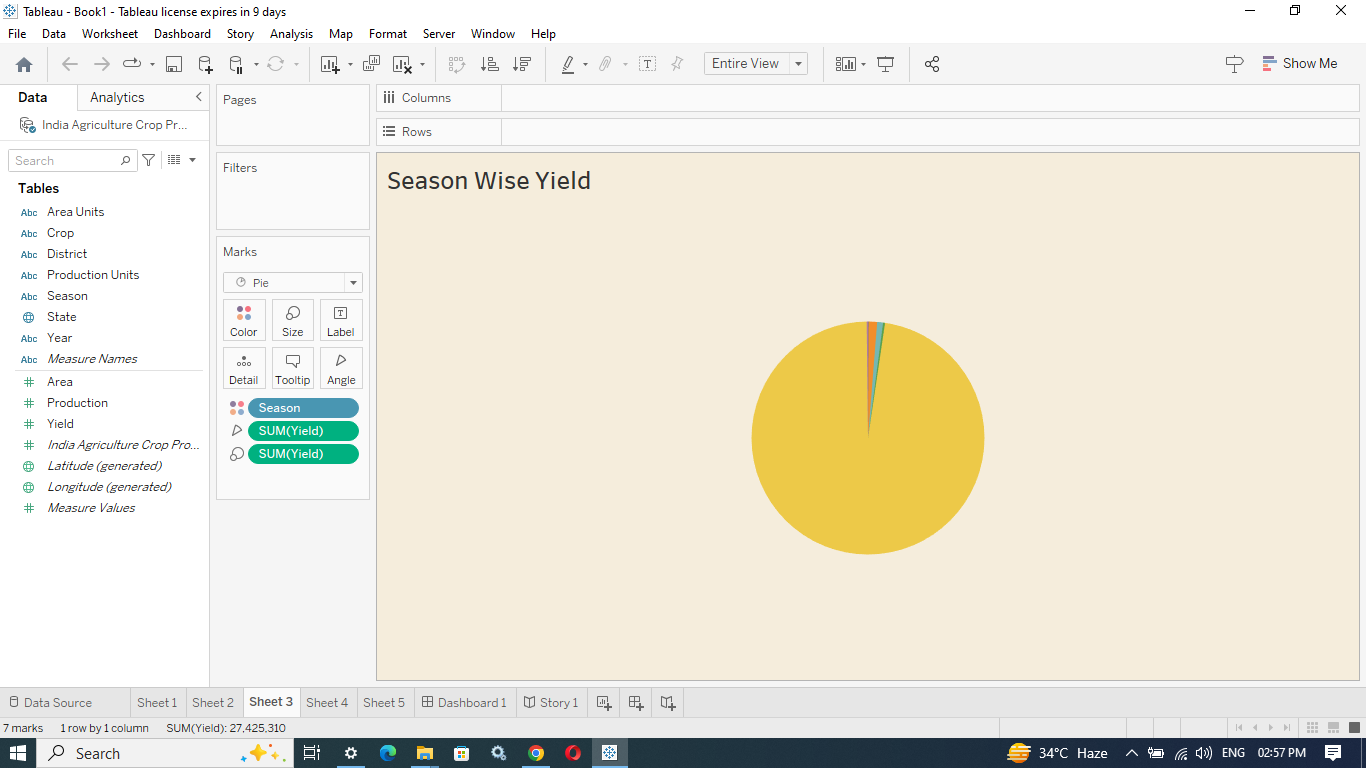 Tableau - Book1 - Tableau license expires in 9 days
File Data Worksheet Dashboard Story Analysis Map Format Server Window Help
Entire View
Show Me
Data Analytics
India Agriculture Crop Pr...
Search
Tables
Abc Area Units
Abc Crop
Abc District
Abc Production Units
Abc Season
State
Abc Year
Abc Measure Names
# Area
# Production
# Yield
# India Agriculture Crop Pro...
Latitude (generated)
Longitude (generated)
# Measure Values
Pages
Filters
Marks
Pie
Color Size Label
Detail Tooltip Angle
Season
SUM(Yield)
SUM(Yield)
Columns
Rows
Season Wise Yield
Data Source Sheet 1 Sheet 2 Sheet 3 Sheet 4 Sheet 5 Dashboard 1 Story 1
7 marks 1 row by 1 column SUM(Yield): 27,425,310
Search
34°C Haze ENG 02:57 PM